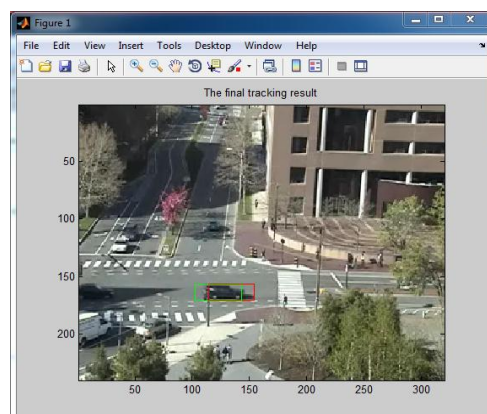 Figure 1
File Edit View Insert Tools Desktop Window Help
The final tracking result
50
100
150
200
50 100 150 200 250 300